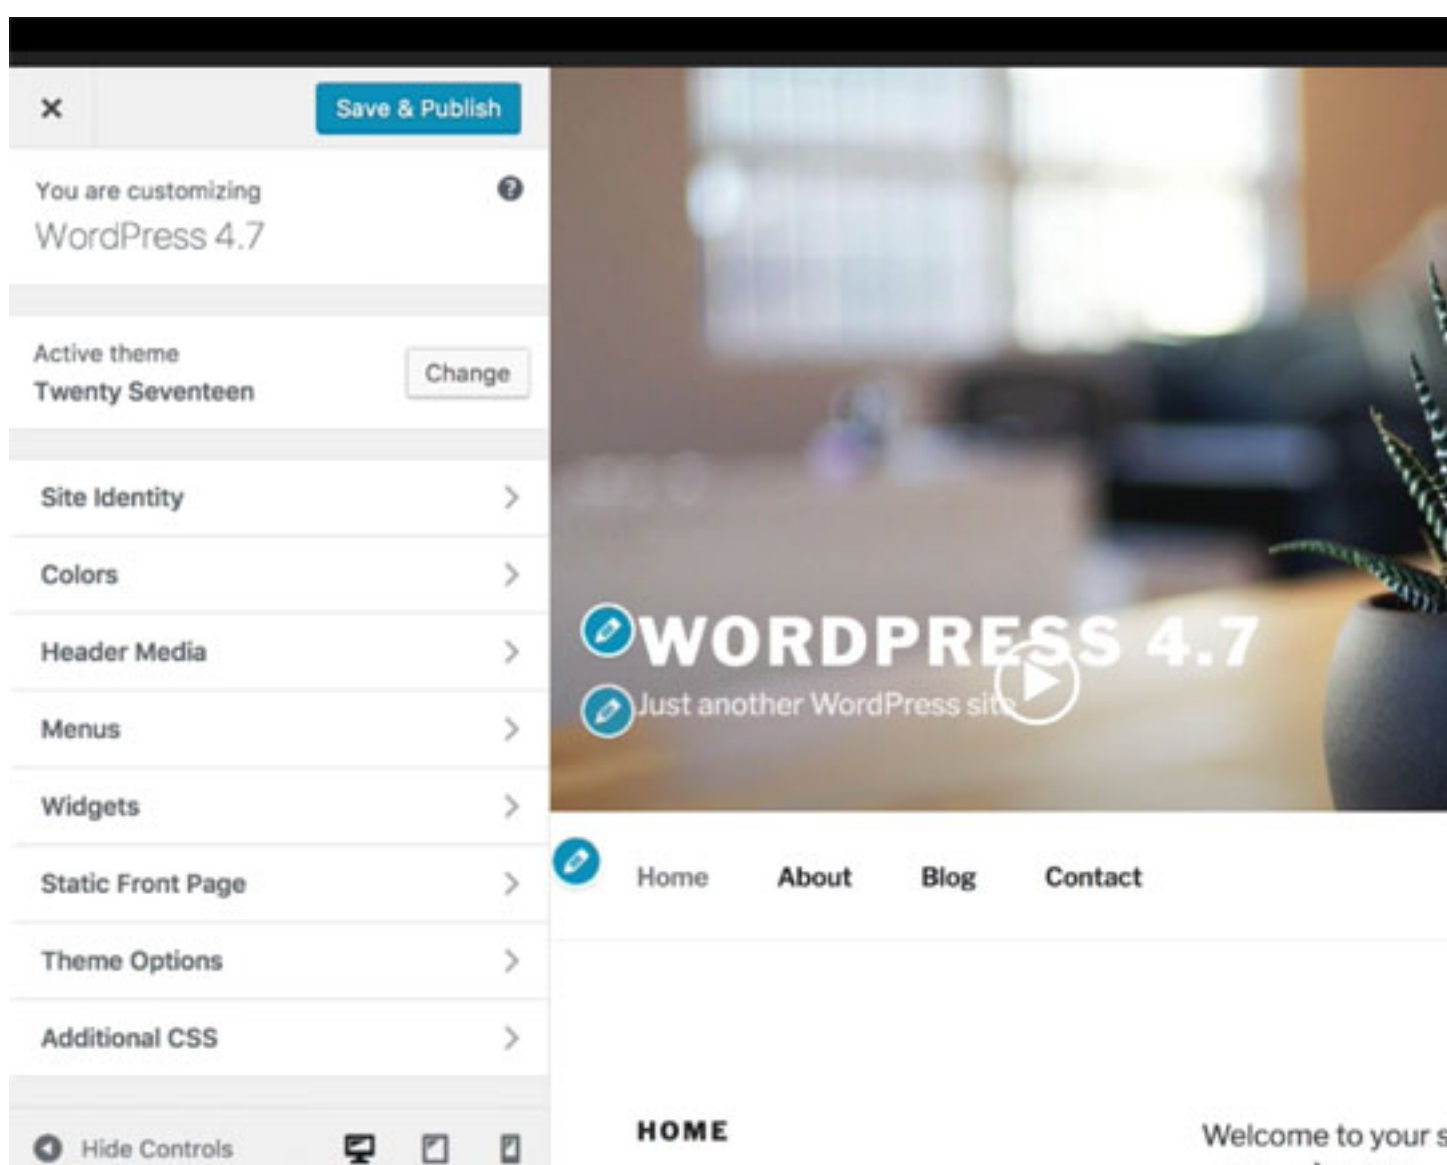 Save & Publish
You are customizing
WordPress 4.7
Active theme
Twenty Seventeen
Change
Site Identity
Colors
Header Media
Menus
Widgets
Static Front Page
Theme Options
Additional CSS
Hide Controls
WORDPRESS 4.7
Just another WordPress site
Home About Blog Contact
HOME
Welcome to your s